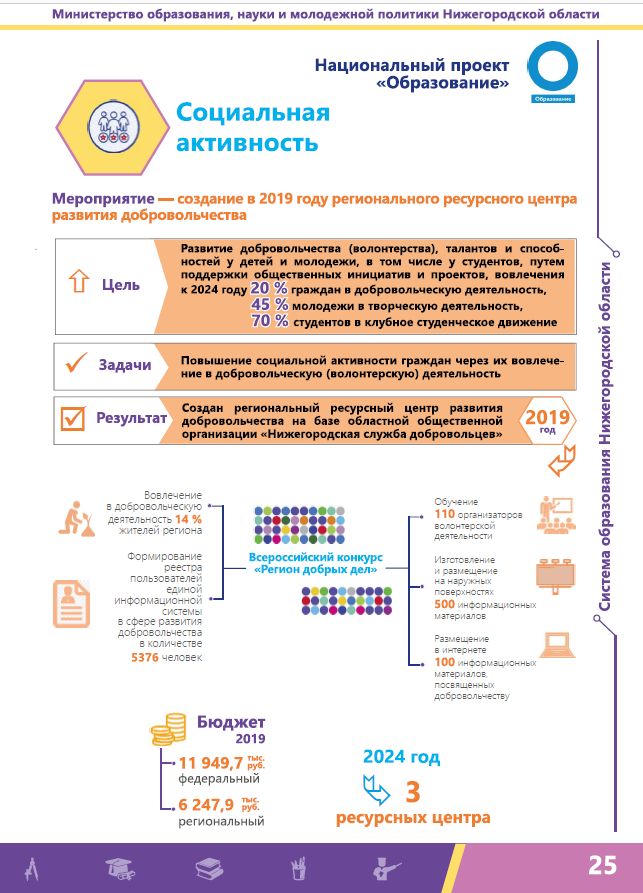 Министерство образования, науки и молодежной политики Нижегородской области
Национальный проект
«Образование»
Образование
Социальная
активность
Мероприятие — создание в 2019 году регионального ресурсного центра
развития добровольчества
Цель
Развитие добровольчества (волонтерства), талантов и способ-
ностей у детей и молодежи, в том числе у студентов, путем
поддержки общественных инициатив и проектов, вовлечения
к 2024 году 20 % граждан в добровольческую деятельность,
45 % молодежи в творческую деятельность,
70 % студентов в клубное студенческое движение
Задачи
Повышение социальной активности граждан через их вовлече-
ние в добровольческую (волонтерскую) деятельность
Результат
Создан региональный ресурсный центр развития
добровольчества на базе областной общественной
организации «Нижегородская служба добровольцев»
2019
год
Вовлечение
в добровольческую
деятельность 14 %
жителей региона
Формирование
реестра
пользователей
единой
информационной
системы
в сфере развития
добровольчества
в количестве
5376 человек
Всероссийский конкурс
«Регион добрых дел»
Обучение
110 организаторов
волонтерской
деятельности
Изготовление
и размещение
на наружных
поверхностях
500 информационных
материалов
Размещение
в интернете
100 информационных
материалов,
посвященных
добровольчеству
Бюджет
2019
11 949,7 тыс. руб.
федеральный
6 247,9 тыс. руб.
региональный
2024 год
3
ресурсных центра
Система образования Нижегородской области
25